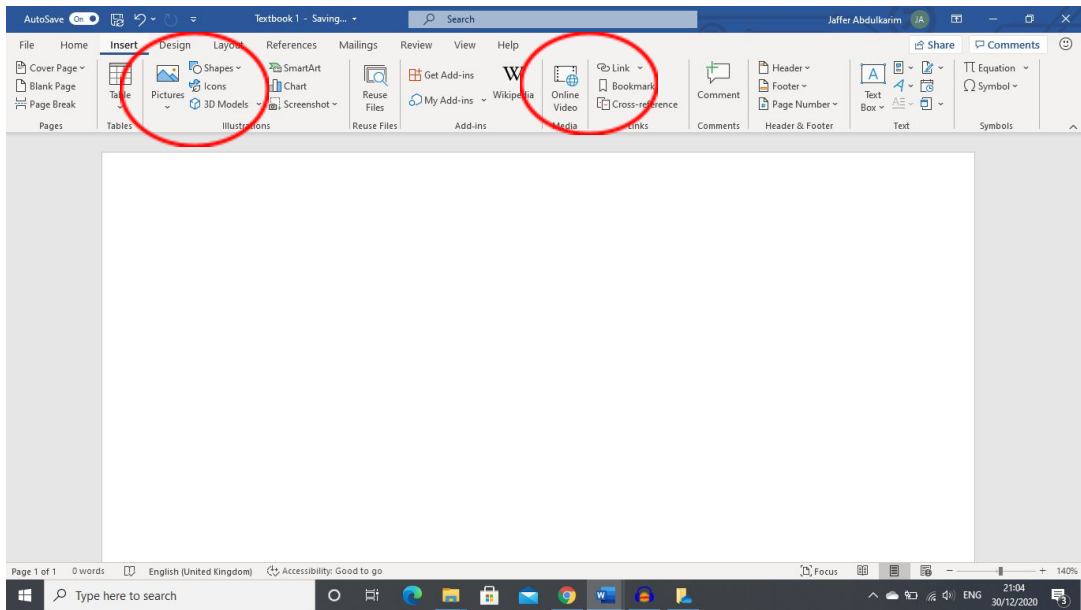 AutoSave On Textbook 1 - Saving... Search Jaffer Abdulkarim JA
File Home Insert Design Layout References Mailings Review View Help Share Comments
Cover Page
Blank Page
Page Break
Pages
Table
Tables
Pictures
Shapes
Icons
3D Models
SmartArt
Chart
Screenshot
Illustrations
Reuse
Files
Reuse Files
Get Add-ins
My Add-ins
W
Wikipedia
Add-ins
Online
Video
Media
Link
Bookmark
Cross-reference
Links
Comment
Comments
Header
Footer
Page Number
Header & Footer
A
Text
Box
Text
Equation
Symbol
Symbols
Page 1 of 1 0 words English (United Kingdom) Accessibility: Good to go Focus 140%
Type here to search ENG 21:04
30/12/2020 3